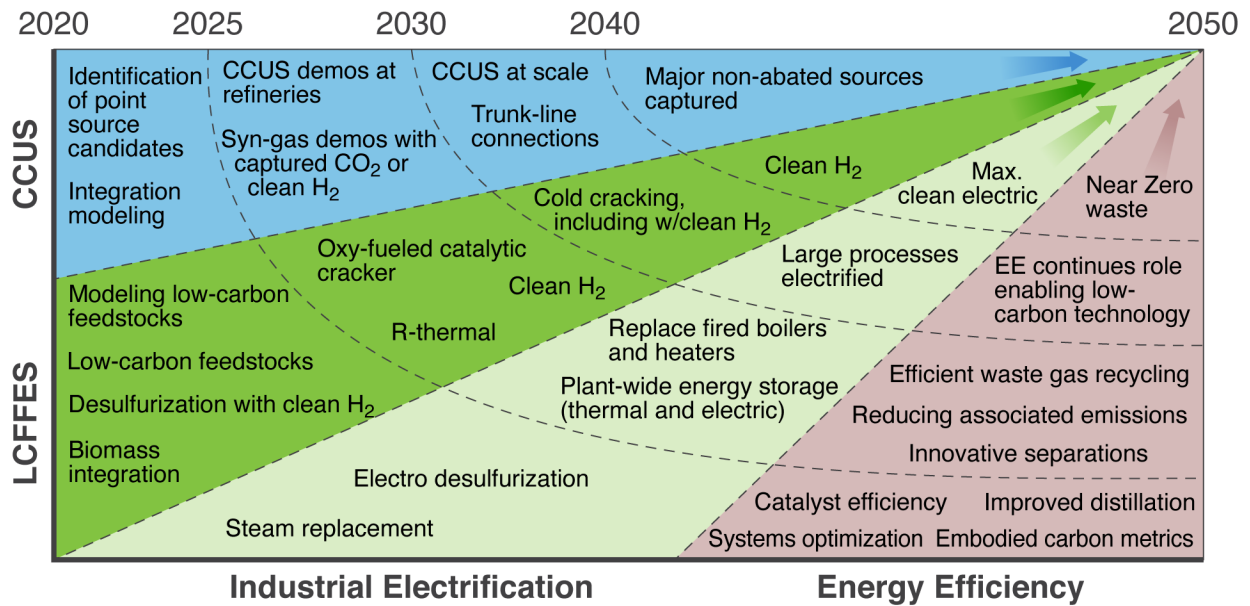 2020 2025 2030 2040 2050
CCUS
Identification
of point
source
candidates
Integration
modeling
CCUS demos at
refineries
Syn-gas demos with
captured CO₂ or
clean H₂
CCUS at scale
Trunk-line
connections
Major non-abated sources
captured
LCFFES
Modeling low-carbon
feedstocks
Low-carbon feedstocks
Desulfurization with clean H₂
Biomass
integration
Oxy-fueled catalytic
cracker
Clean H₂
R-thermal
Cold cracking,
including w/clean H₂
Clean H₂
Steam replacement
Electro desulfurization
Replace fired boilers
and heaters
Plant-wide energy storage
(thermal and electric)
Large processes
electrified
Max.
clean electric
Near Zero
waste
EE continues role
enabling low-
carbon technology
Efficient waste gas recycling
Reducing associated emissions
Innovative separations
Catalyst efficiency Improved distillation
Systems optimization Embodied carbon metrics
Industrial Electrification Energy Efficiency